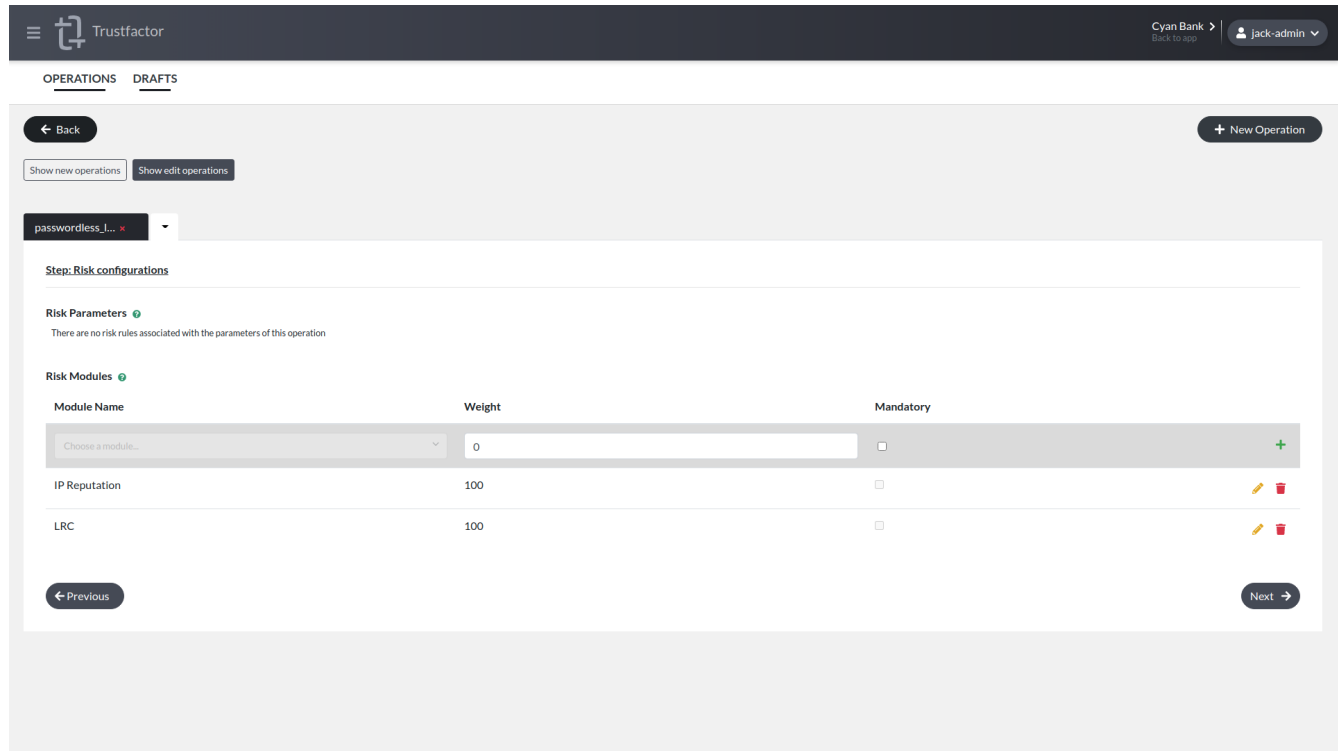 Trustfactor
Cyan Bank
Back to app
jack-admin
OPERATIONS DRAFTS
Back
+ New Operation
Show new operations Show edit operations
passwordless_l... ×
Step: Risk configurations
Risk Parameters ?
There are no risk rules associated with the parameters of this operation
Risk Modules ?
Module Name Weight Mandatory
Choose a module... 0 +
IP Reputation 100
LRC 100
Previous
Next